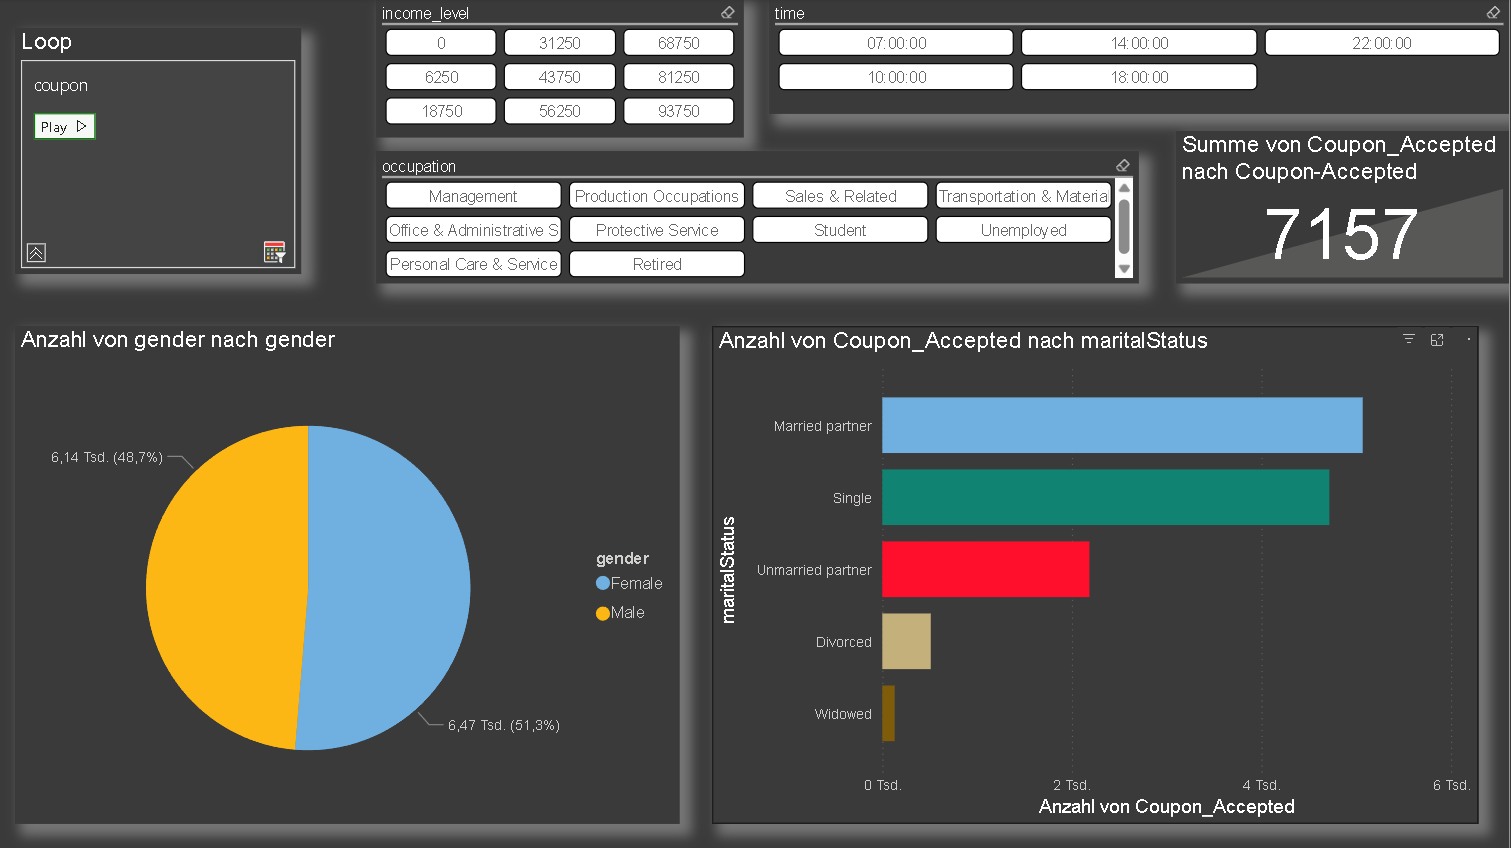 Loop
coupon
Play
income_level
0
31250
68750
6250
43750
81250
18750
56250
93750
time
07:00:00
14:00:00
22:00:00
10:00:00
18:00:00
occupation
Management
Production Occupations
Sales & Related
Transportation & Materia
Office & Administrative S
Protective Service
Student
Unemployed
Personal Care & Service
Retired
Summe von Coupon_Accepted
nach Coupon-Accepted
7157
Anzahl von gender nach gender
6,14 Tsd. (48,7%)
6,47 Tsd. (51,3%)
gender
Female
Male
Anzahl von Coupon_Accepted nach maritalStatus
maritalStatus
Married partner
Single
Unmarried partner
Divorced
Widowed
0 Tsd.
2 Tsd.
4 Tsd.
6 Tsd.
Anzahl von Coupon_Accepted